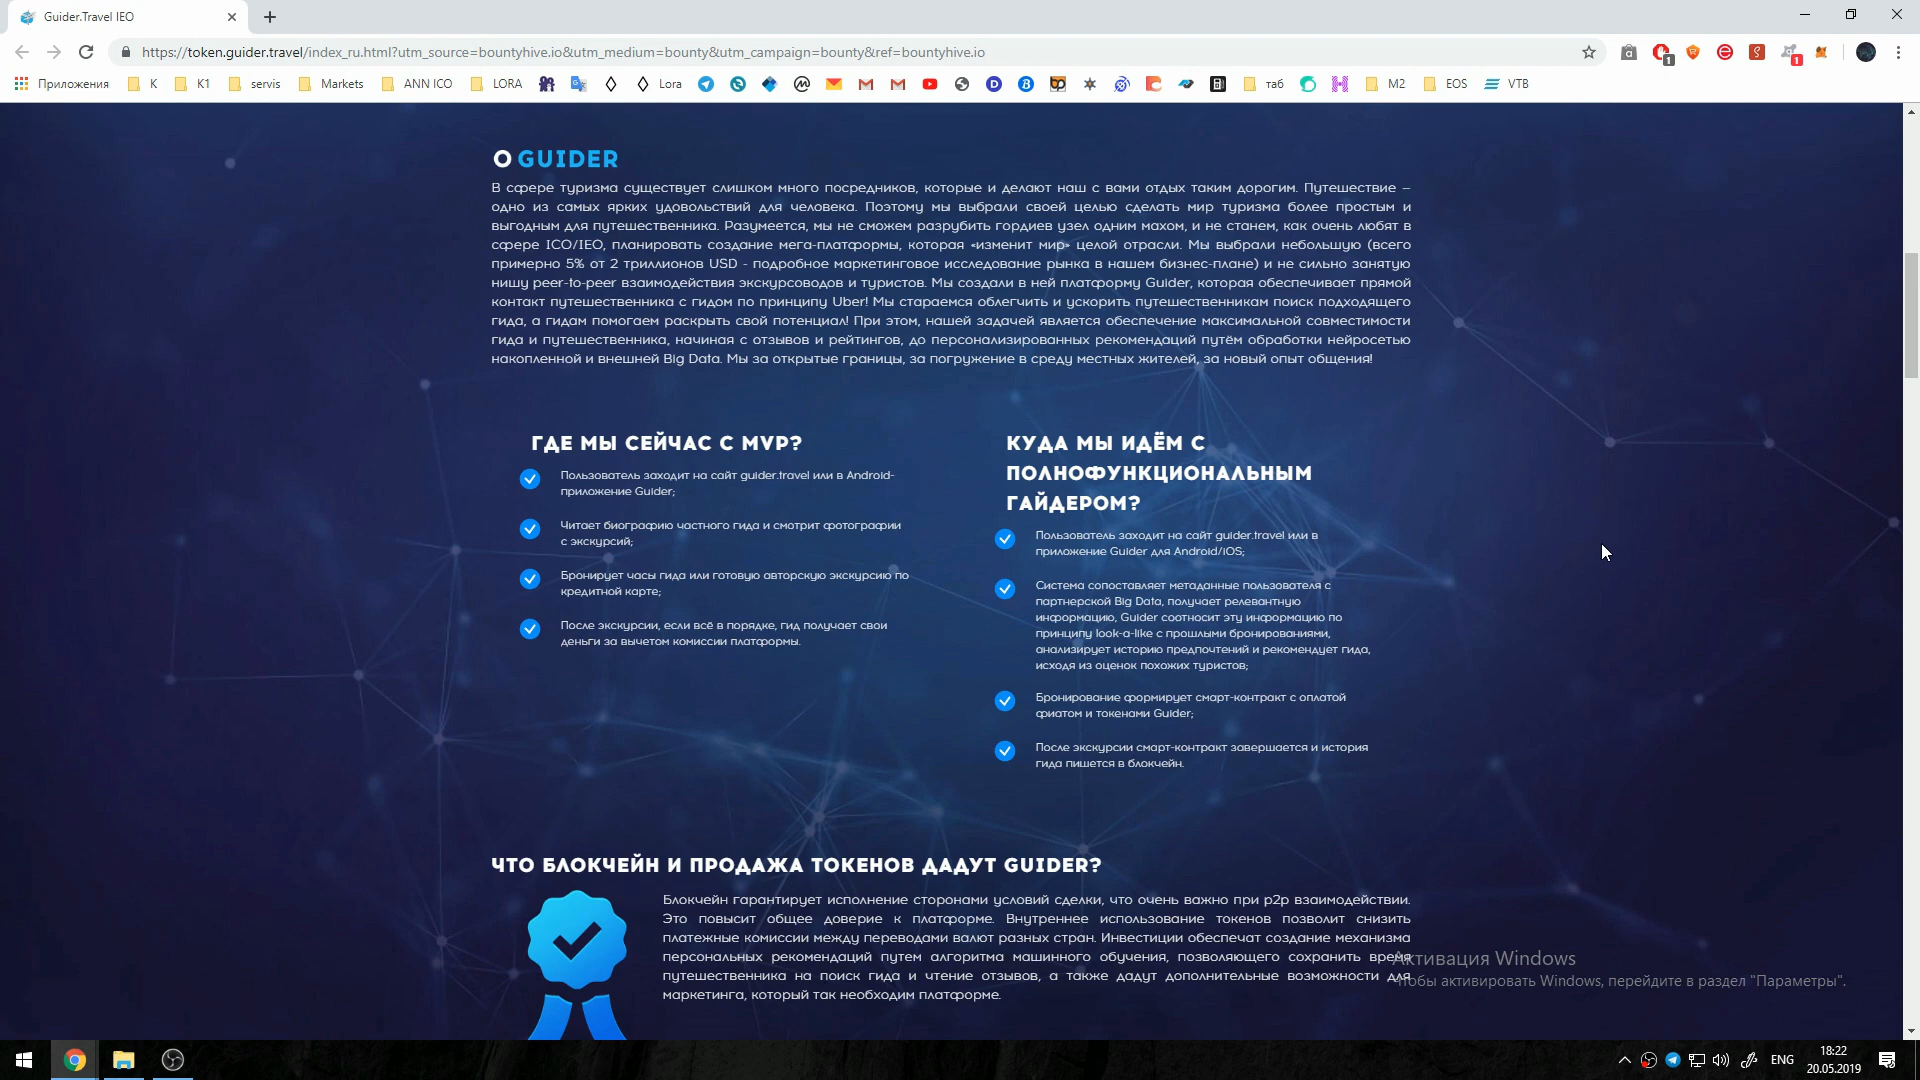 Guider.Travel IEO
https://token.guider.travel/index_ru.html?utm_source=bountyhive.io&utm_medium=bounty&utm_campaign=bounty&ref=bountyhive.io
Приложения K K1 servis Markets ANN ICO LORA Lora таб M2 EOS VTB
О GUIDER
В сфере туризма существует слишком много посредников, которые и делают наш с вами отдых таким дорогим. Путешествие –
одно из самых ярких удовольствий для человека. Поэтому мы выбрали своей целью сделать мир туризма более простым и
выгодным для путешественника. Разумеется, мы не сможем разрубить гордиев узел одним махом, и не станем, как очень любят в
сфере ICO/IEO, планировать создание мега-платформы, которая «изменит мир» целой отрасли. Мы выбрали небольшую (всего
примерно 5% от 2 триллионов USD - подробное маркетинговое исследование рынка в нашем бизнес-плане) и не сильно занятую
нишу peer-to-peer взаимодействия экскурсоводов и туристов. Мы создали в ней платформу Guider, которая обеспечивает прямой
контакт путешественника с гидом по принципу Uber! Мы стараемся облегчить и ускорить путешественникам поиск подходящего
гида, а гидам помогаем раскрыть свой потенциал! При этом, нашей задачей является обеспечение максимальной совместимости
гида и путешественника, начиная с отзывов и рейтингов, до персонализированных рекомендаций путём обработки нейросетью
накопленной и внешней Big Data. Мы за открытые границы, за погружение в среду местных жителей, за новый опыт общения!
ГДЕ МЫ СЕЙЧАС С MVP?
Пользователь заходит на сайт guider.travel или в Android-
приложение Guider;
Читает биографию частного гида и смотрит фотографии
с экскурсий;
Бронирует часы гида или готовую авторскую экскурсию по
кредитной карте;
После экскурсии, если всё в порядке, гид получает свои
деньги за вычетом комиссии платформы.
КУДА МЫ ИДЁМ С
ПОЛНОФУНКЦИОНАЛЬНЫМ
ГАЙДЕРОМ?
Пользователь заходит на сайт guider.travel или в
приложение Guider для Android/iOS;
Система сопоставляет метаданные пользователя с
партнерской Big Data, получает релевантную
информацию, Guider соотносит эту информацию по
принципу look-a-like с прошлыми бронированиями,
анализирует историю предпочтений и рекомендует гида,
исходя из оценок похожих туристов;
Бронирование формирует смарт-контракт с оплатой
фиатом и токенами Guider;
После экскурсии смарт-контракт завершается и история
гида пишется в блокчейн.
ЧТО БЛОКЧЕЙН И ПРОДАЖА ТОКЕНОВ ДАДУТ GUIDER?
Блокчейн гарантирует исполнение сторонами условий сделки, что очень важно при p2p взаимодействии.
Это повысит общее доверие к платформе. Внутреннее использование токенов позволит снизить
платежные комиссии между переводами валют разных стран. Инвестиции обеспечат создание механизма
персональных рекомендаций путем алгоритма машинного обучения, позволяющего сохранить время
путешественника на поиск гида и чтение отзывов, а также дадут дополнительные возможности для
маркетинга, который так необходим платформе.
Активация Windows
Чтобы активировать Windows, перейдите в раздел "Параметры".
ENG
18:22
20.05.2019